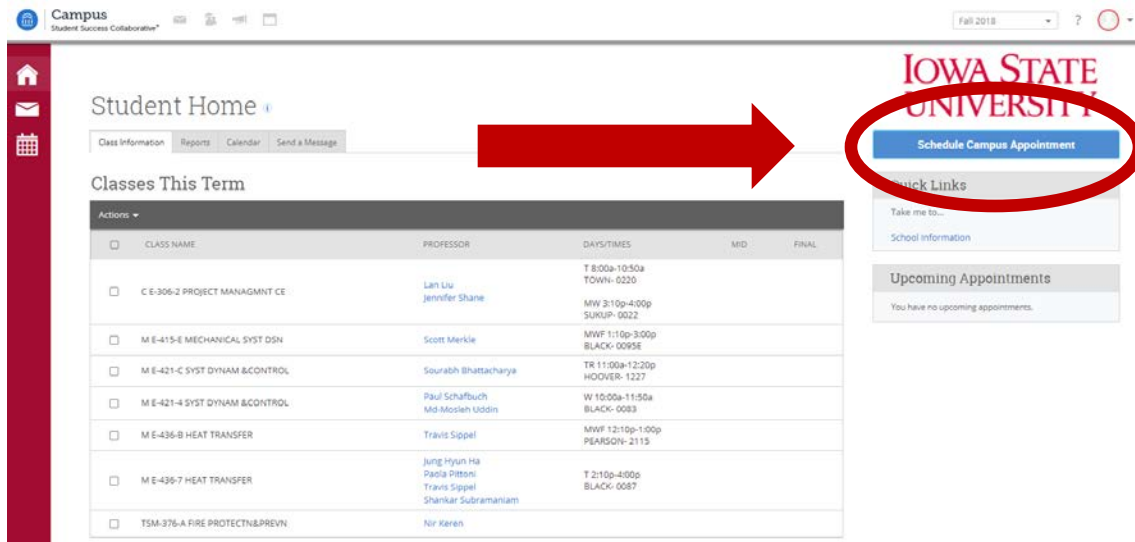 Campus
Student Success Collaborative™
Fall 2018
?
IOWA STATE
UNIVERSITY
Student Home
Class Information Reports Calendar Send a Message
Schedule Campus Appointment
Quick Links
Take me to...
School Information
Upcoming Appointments
You have no upcoming appointments.
Classes This Term
Actions
CLASS NAME PROFESSOR DAYS/TIMES MID FINAL
C E-306-2 PROJECT MANAGMNT CE
Lan Liu
Jennifer Shane
T 8:00a-10:50a
TOWN- 0220
MW 3:10p-4:00p
SUKUP- 0022
M E-415-E MECHANICAL SYST DSN
Scott Merkle
MWF 1:10p-3:00p
BLACK- 0095E
M E-421-C SYST DYNAM &CONTROL
Sourabh Bhattacharya
TR 11:00a-12:20p
HOOVER- 1227
M E-421-4 SYST DYNAM &CONTROL
Paul Schafbuch
Md-Mosleh Uddin
W 10:00a-11:50a
BLACK- 0083
M E-436-B HEAT TRANSFER
Travis Sippel
MWF 12:10p-1:00p
PEARSON- 2115
M E-436-7 HEAT TRANSFER
Jung Hyun Ha
Paola Pittoni
Travis Sippel
Shankar Subramaniam
T 2:10p-4:00p
BLACK- 0087
TSM-376-A FIRE PROTECTN&PREVN
Nir Keren